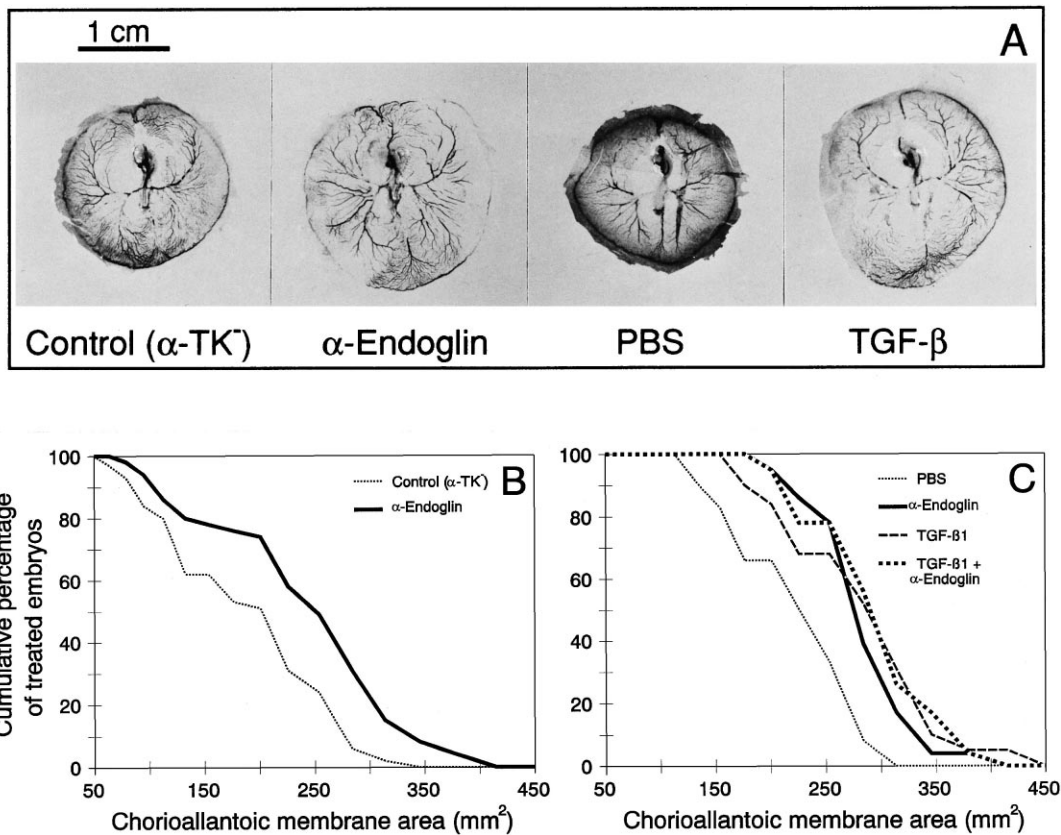 1 cm
A
Control (α-TK⁻)
α-Endoglin
PBS
TGF-β
B
Control (α-TK⁻)
α-Endoglin
100
80
60
40
20
0
50
150
250
350
450
Cumulative percentage
of treated embryos
Chorioallantoic membrane area (mm²)
C
PBS
α-Endoglin
TGF-ß1
TGF-ß1 +
α-Endoglin
100
80
60
40
20
0
50
150
250
350
450
Chorioallantoic membrane area (mm²)